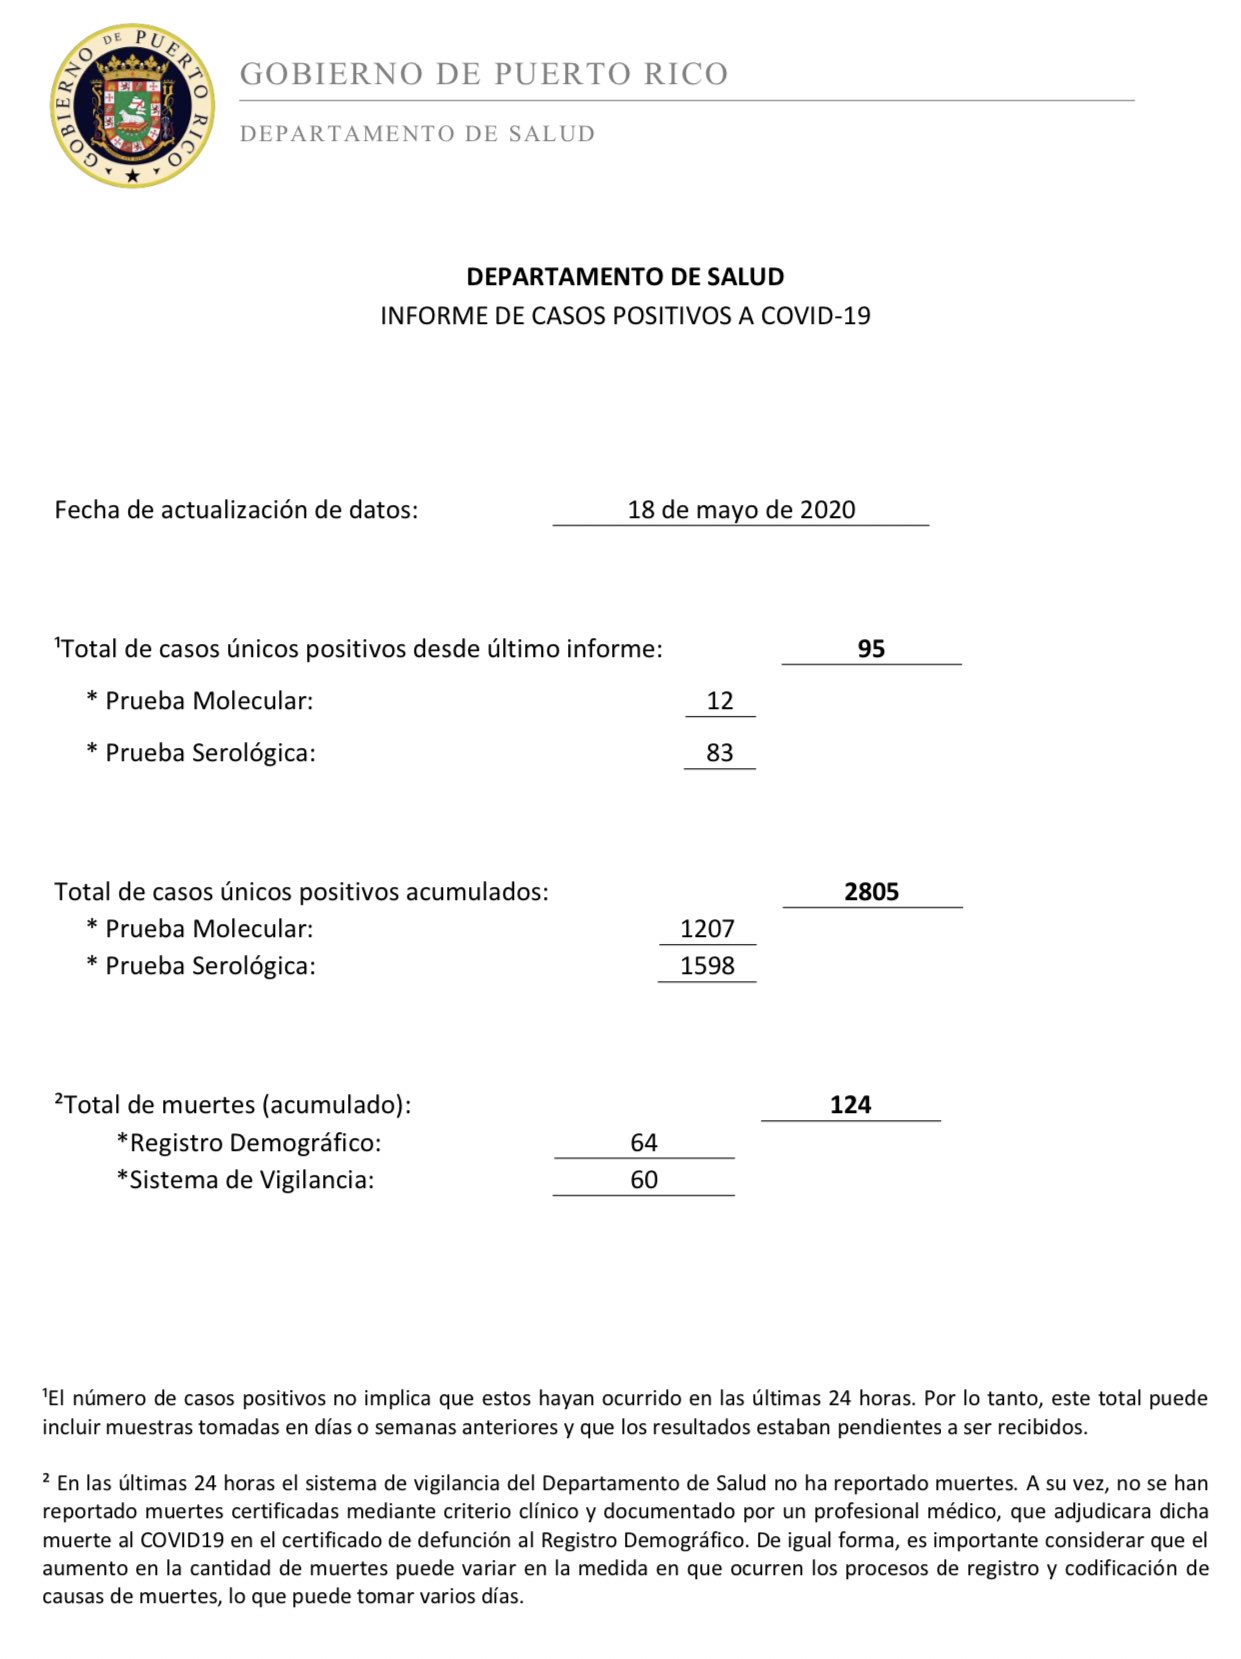 GOBIERNO DE PUERTO RICO
GOBIERNO DE PUERTO RICO
DEPARTAMENTO DE SALUD
DEPARTAMENTO DE SALUD
INFORME DE CASOS POSITIVOS A COVID-19
Fecha de actualización de datos: 18 de mayo de 2020
¹Total de casos únicos positivos desde último informe: 95
* Prueba Molecular: 12
* Prueba Serológica: 83
Total de casos únicos positivos acumulados: 2805
* Prueba Molecular: 1207
* Prueba Serológica: 1598
²Total de muertes (acumulado): 124
*Registro Demográfico: 64
*Sistema de Vigilancia: 60
¹El número de casos positivos no implica que estos hayan ocurrido en las últimas 24 horas. Por lo tanto, este total puede
incluir muestras tomadas en días o semanas anteriores y que los resultados estaban pendientes a ser recibidos.
² En las últimas 24 horas el sistema de vigilancia del Departamento de Salud no ha reportado muertes. A su vez, no se han
reportado muertes certificadas mediante criterio clínico y documentado por un profesional médico, que adjudicara dicha
muerte al COVID19 en el certificado de defunción al Registro Demográfico. De igual forma, es importante considerar que el
aumento en la cantidad de muertes puede variar en la medida en que ocurren los procesos de registro y codificación de
causas de muertes, lo que puede tomar varios días.